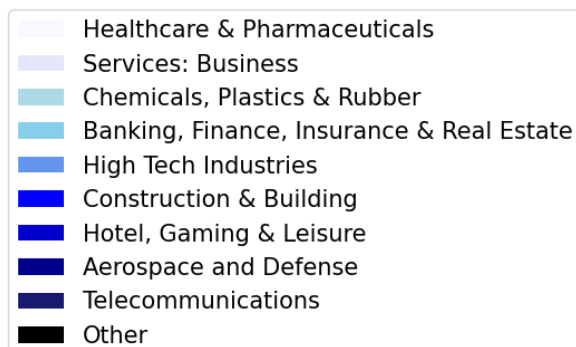 Healthcare & Pharmaceuticals
Services: Business
Chemicals, Plastics & Rubber
Banking, Finance, Insurance & Real Estate
High Tech Industries
Construction & Building
Hotel, Gaming & Leisure
Aerospace and Defense
Telecommunications
Other